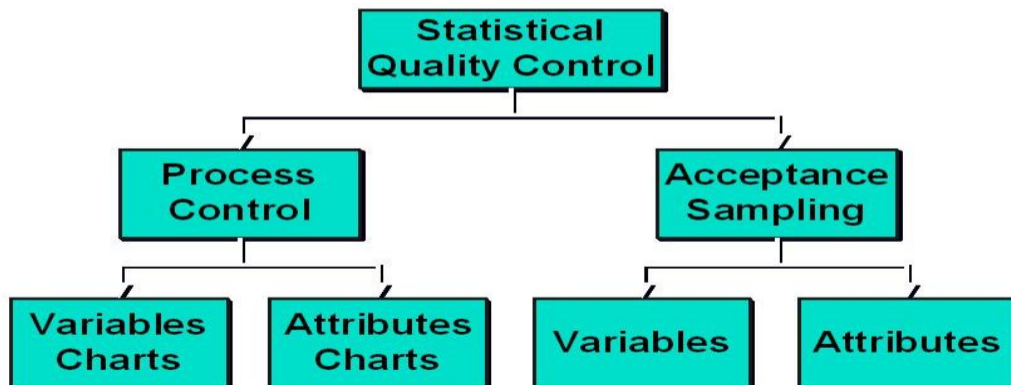 Statistical
Quality Control
Process
Control
Acceptance
Sampling
Variables
Charts
Attributes
Charts
Variables
Attributes